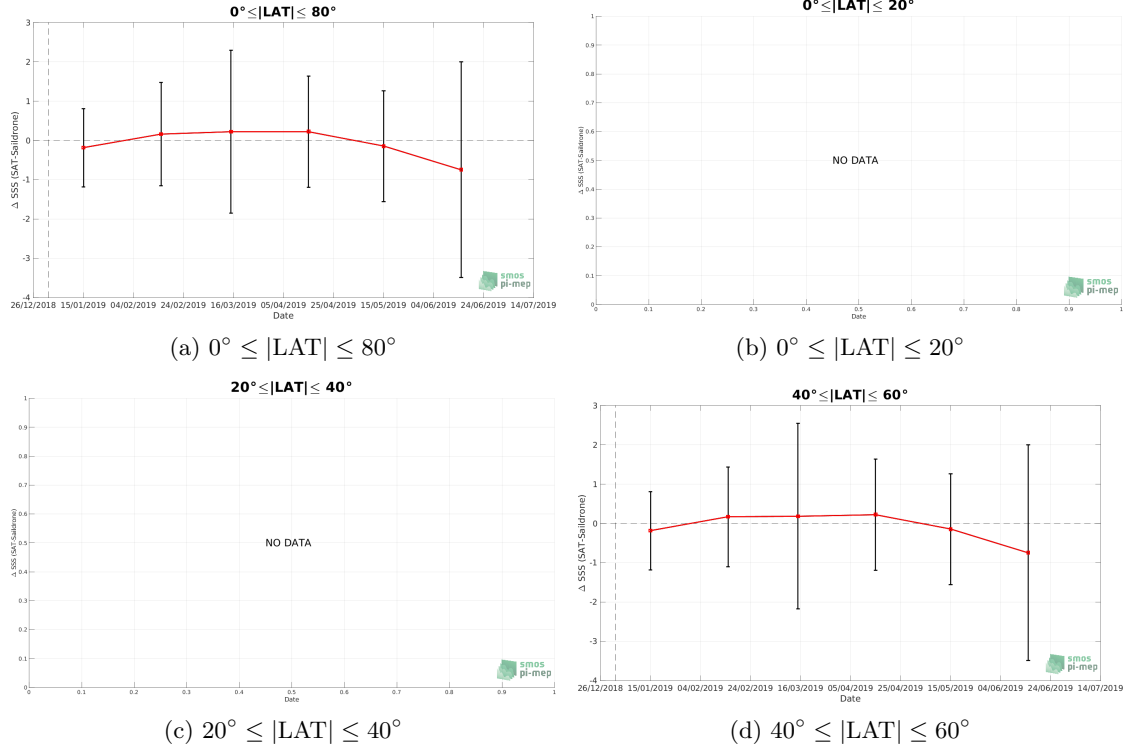 0°≤|LAT|≤ 80°
Δ SSS (SAT-Saildrone)
3
2
1
0
-1
-2
-3
-4
26/12/2018 15/01/2019 04/02/2019 24/02/2019 16/03/2019 05/04/2019 25/04/2019 15/05/2019 04/06/2019 24/06/2019 14/07/2019
Date
smos
pi-mep
(a) 0° ≤ |LAT| ≤ 80°
0°≤|LAT|≤ 20°
Δ SSS (SAT-Saildrone)
1
0.9
0.8
0.7
0.6
0.5
0.4
0.3
0.2
0.1
0
NO DATA
0 0.1 0.2 0.3 0.4 0.5 0.6 0.7 0.8 0.9 1
Date
smos
pi-mep
(b) 0° ≤ |LAT| ≤ 20°
20°≤|LAT|≤ 40°
Δ SSS (SAT-Saildrone)
1
0.9
0.8
0.7
0.6
0.5
0.4
0.3
0.2
0.1
0
NO DATA
0 0.1 0.2 0.3 0.4 0.5 0.6 0.7 0.8 0.9 1
Date
smos
pi-mep
(c) 20° ≤ |LAT| ≤ 40°
40°≤|LAT|≤ 60°
Δ SSS (SAT-Saildrone)
3
2
1
0
-1
-2
-3
-4
26/12/2018 15/01/2019 04/02/2019 24/02/2019 16/03/2019 05/04/2019 25/04/2019 15/05/2019 04/06/2019 24/06/2019 14/07/2019
Date
smos
pi-mep
(d) 40° ≤ |LAT| ≤ 60°